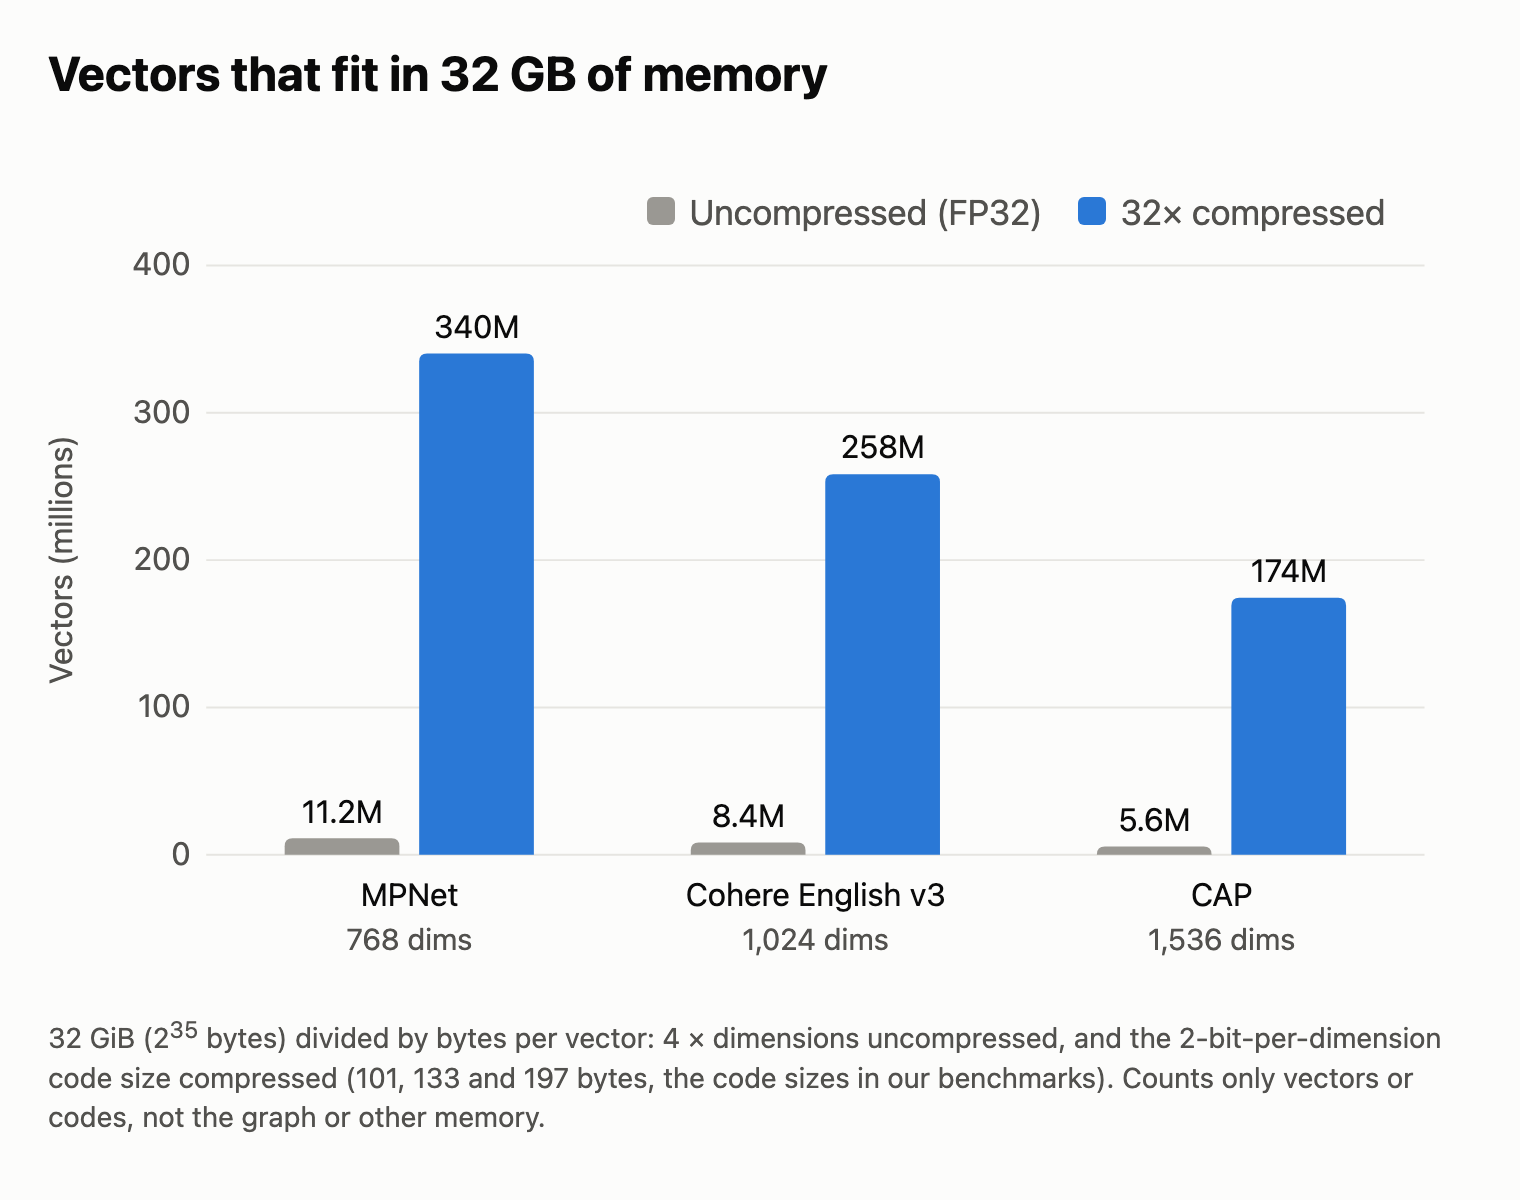 Vectors that fit in 32 GB of memory
Uncompressed (FP32)
32× compressed
Vectors (millions)
400
300
200
100
0
11.2M
340M
8.4M
258M
5.6M
174M
MPNet
768 dims
Cohere English v3
1,024 dims
CAP
1,536 dims
32 GiB (2³⁵ bytes) divided by bytes per vector: 4 × dimensions uncompressed, and the 2-bit-per-dimension
code size compressed (101, 133 and 197 bytes, the code sizes in our benchmarks). Counts only vectors or
codes, not the graph or other memory.